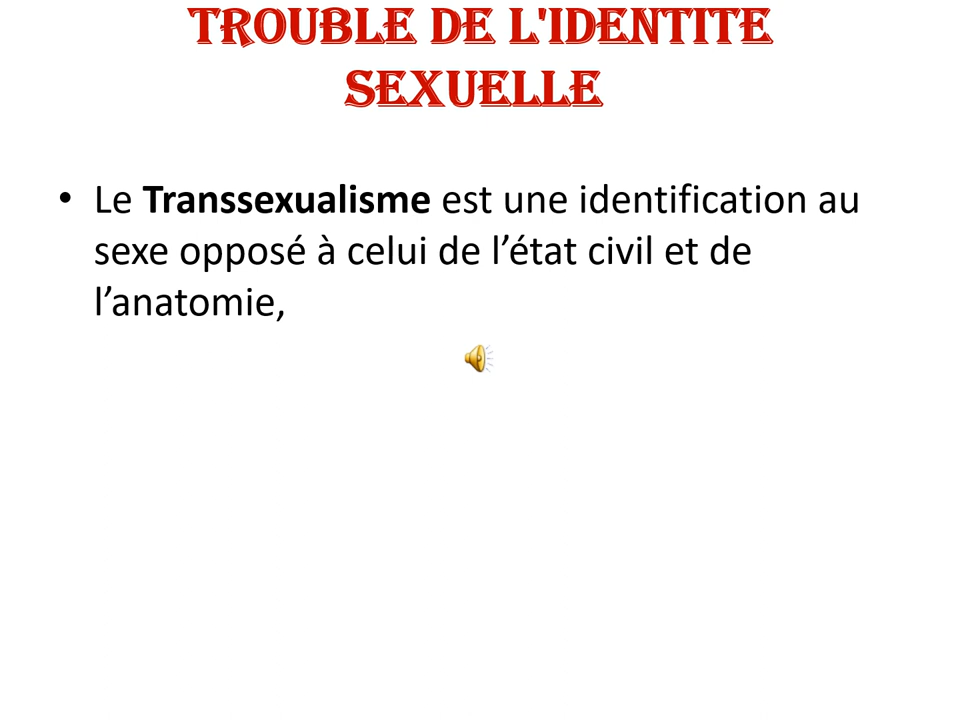 TROUBLE DE L'IDENTITE
SEXUELLE
• Le Transsexualisme est une identification au
sexe opposé à celui de l’état civil et de
l’anatomie,